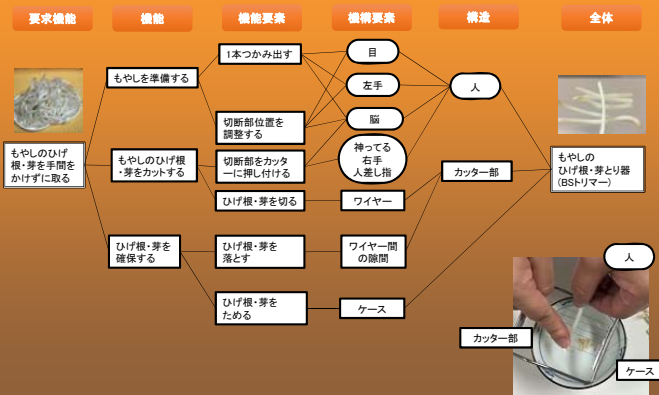 要求機能
機能
機能要素
機構要素
構造
全体
もやしのひげ
根・芽を手間を
かけずに取る
もやしを準備する
もやしのひげ根
・芽をカットする
ひげ根・芽を
確保する
1本つかみ出す
切断部位置を
調整する
切断部をカッタ
ーに押し付ける
ひげ根・芽を切る
ひげ根・芽を
落とす
ひげ根・芽を
ためる
目
左手
脳
神ってる
右手
人差し指
ワイヤー
ワイヤー間
の隙間
ケース
人
カッター部
もやしの
ひげ根・芽とり器
(BSトリマー)
人
カッター部
ケース